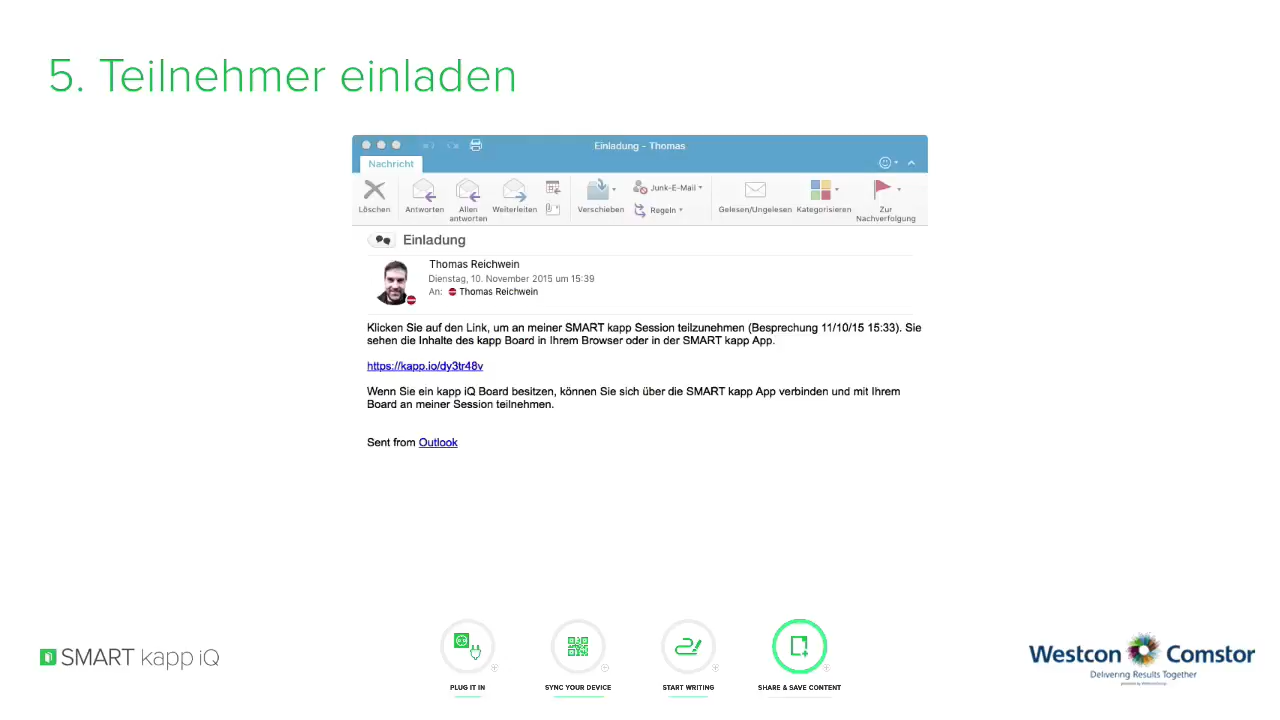 5. Teilnehmer einladen
Einladung - Thomas
Nachricht
Löschen
Antworten
Allen antworten
Weiterleiten
Verschieben
Junk-E-Mail
Regeln
Gelesen/Ungelesen
Kategorisieren
Zur Nachverfolgung
Einladung
Thomas Reichwein
Dienstag, 10. November 2015 um 15:39
An: Thomas Reichwein
Klicken Sie auf den Link, um an meiner SMART kapp Session teilzunehmen (Besprechung 11/10/15 15:33). Sie
sehen die Inhalte des kapp Board in Ihrem Browser oder in der SMART kapp App.
https://kapp.io/dy3tr48v
Wenn Sie ein kapp iQ Board besitzen, können Sie sich über die SMART kapp App verbinden und mit Ihrem
Board an meiner Session teilnehmen.
Sent from Outlook
SMART kapp iQ
PLUG IT IN
SYNC YOUR DEVICE
START WRITING
SHARE & SAVE CONTENT
Westcon Comstor
Delivering Results Together